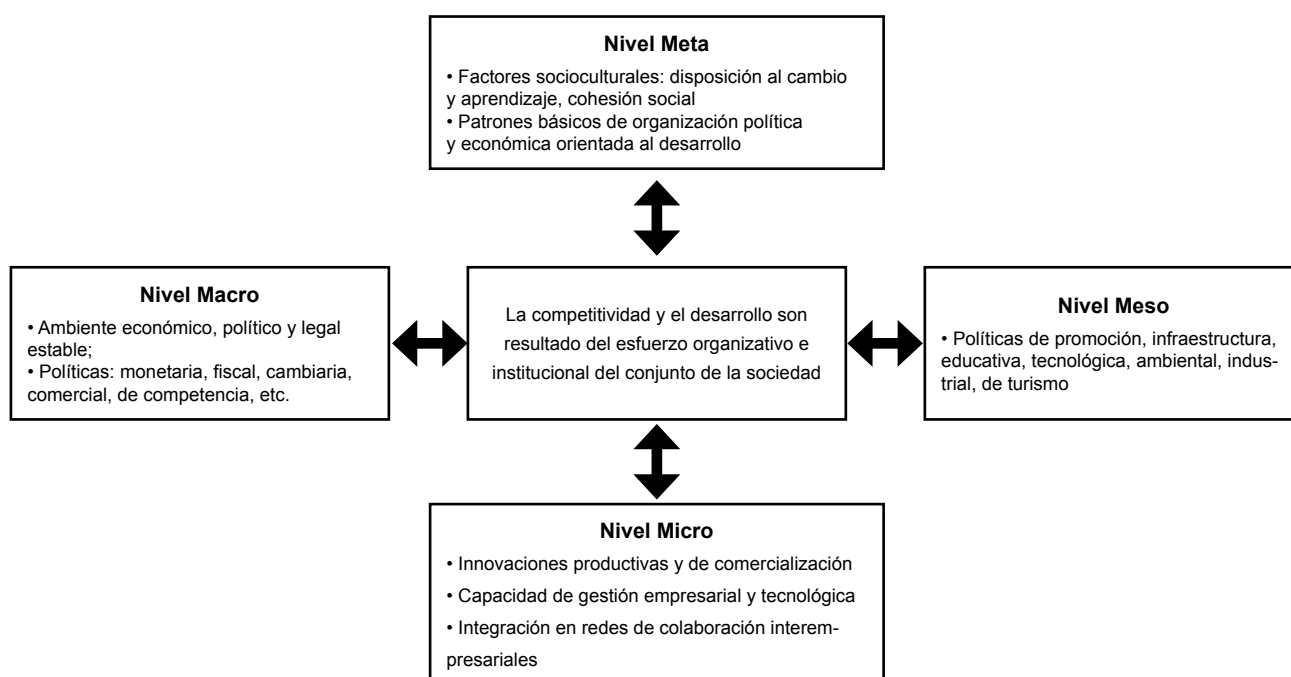 Nivel Meta
• Factores socioculturales: disposición al cambio
y aprendizaje, cohesión social
• Patrones básicos de organización política
y económica orientada al desarrollo
Nivel Macro
• Ambiente económico, político y legal
estable;
• Políticas: monetaria, fiscal, cambiaria,
comercial, de competencia, etc.
La competitividad y el desarrollo son
resultado del esfuerzo organizativo e
institucional del conjunto de la sociedad
Nivel Meso
• Políticas de promoción, infraestructura,
educativa, tecnológica, ambiental, indus-
trial, de turismo
Nivel Micro
• Innovaciones productivas y de comercialización
• Capacidad de gestión empresarial y tecnológica
• Integración en redes de colaboración interem-
presariales